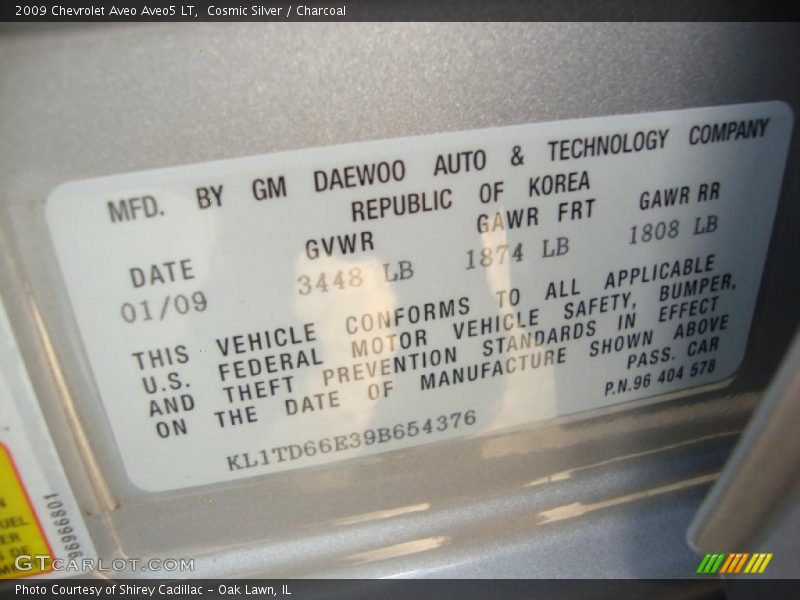 2009 Chevrolet Aveo Aveo5 LT, Cosmic Silver / Charcoal
MFD. BY GM DAEWOO AUTO & TECHNOLOGY COMPANY
REPUBLIC OF KOREA
DATE GVWR GAWR FRT GAWR RR
01/09 3448 LB 1874 LB 1808 LB
THIS VEHICLE CONFORMS TO ALL APPLICABLE
U.S. FEDERAL MOTOR VEHICLE SAFETY, BUMPER,
AND THEFT PREVENTION STANDARDS IN EFFECT
ON THE DATE OF MANUFACTURE SHOWN ABOVE
PASS. CAR
KL1TD66E39B654376 P.N.96 404 578
UEL
GTCarLot.com
Photo Courtesy of Shirey Cadillac - Oak Lawn, IL